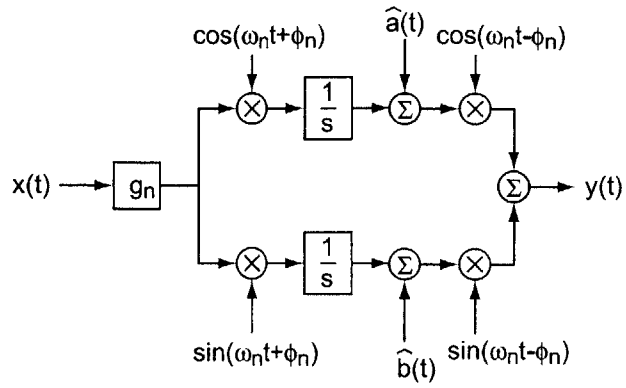 cos(ωₙt+ϕₙ) â(t) cos(ωₙt-ϕₙ)
× 1/s Σ ×
x(t) gₙ Σ y(t)
× 1/s Σ ×
sin(ωₙt+ϕₙ) b̂(t) sin(ωₙt-ϕₙ)